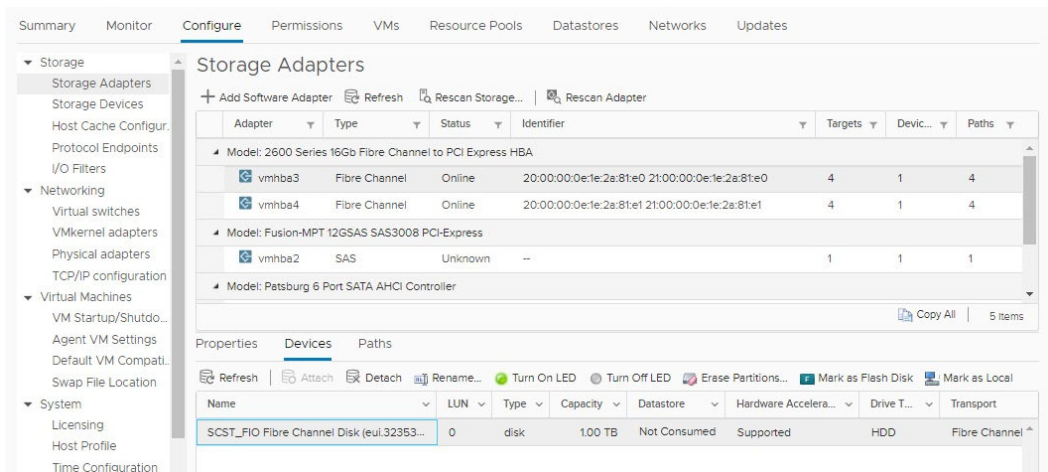 Summary Monitor Configure Permissions VMs Resource Pools Datastores Networks Updates
Storage
Storage Adapters
Storage Devices
Host Cache Configur.
Protocol Endpoints
I/O Filters
Networking
Virtual switches
VMkernel adapters
Physical adapters
TCP/IP configuration
Virtual Machines
VM Startup/Shutdo...
Agent VM Settings
Default VM Compati..
Swap File Location
System
Licensing
Host Profile
Time Configuration
Storage Adapters
Add Software Adapter Refresh Rescan Storage... Rescan Adapter
Adapter Type Status Identifier Targets Devic... Paths
Model: 2600 Series 16Gb Fibre Channel to PCI Express HBA
vmhba3 Fibre Channel Online 20:00:00:0e:1e:2a:81:e0 21:00:00:0e:1e:2a:81:e0 4 1 4
vmhba4 Fibre Channel Online 20:00:00:0e:1e:2a:81:e1 21:00:00:0e:1e:2a:81:e1 4 1 4
Model: Fusion-MPT 12GSAS SAS3008 PCI-Express
vmhba2 SAS Unknown -- 1 1 1
Model: Patsburg 6 Port SATA AHCI Controller
Copy All 5 items
Properties Devices Paths
Refresh Attach Detach Rename... Turn On LED Turn Off LED Erase Partitions... Mark as Flash Disk Mark as Local
Name LUN Type Capacity Datastore Hardware Accelera... Drive T... Transport
SCST_FIO Fibre Channel Disk (eui.32353... 0 disk 1.00 TB Not Consumed Supported HDD Fibre Channel